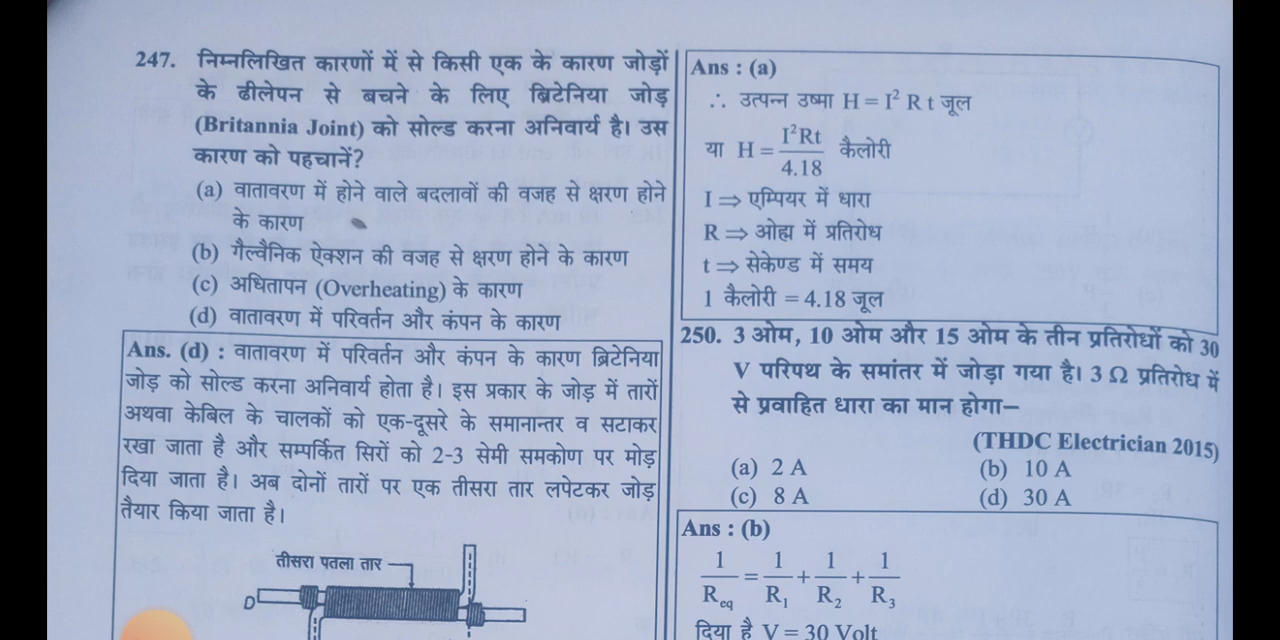 247. निम्नलिखित कारणों में से किसी एक के कारण जोड़ों
के ढीलेपन से बचने के लिए ब्रिटेनिया जोड़
(Britannia Joint) को सोल्ड करना अनिवार्य है। उस
कारण को पहचानें?
(a) वातावरण में होने वाले बदलावों की वजह से क्षरण होने
के कारण
(b) गैल्वैनिक ऐक्शन की वजह से क्षरण होने के कारण
(c) अधितापन (Overheating) के कारण
(d) वातावरण में परिवर्तन और कंपन के कारण
Ans. (d) : वातावरण में परिवर्तन और कंपन के कारण ब्रिटेनिया
जोड़ को सोल्ड करना अनिवार्य होता है। इस प्रकार के जोड़ में तारों
अथवा केबिल के चालकों को एक-दूसरे के समानान्तर व सटाकर
रखा जाता है और सम्पर्कित सिरों को 2-3 सेमी समकोण पर मोड़
दिया जाता है। अब दोनों तारों पर एक तीसरा तार लपेटकर जोड़
तैयार किया जाता है।
तीसरा पतला तार
Ans : (a)
∴ उत्पन्न उष्मा H = I² R t जूल
या H = I²Rt/4.18 कैलोरी
I ⇒ एम्पियर में धारा
R ⇒ ओह्म में प्रतिरोध
t ⇒ सेकेण्ड में समय
1 कैलोरी = 4.18 जूल
250. 3 ओम, 10 ओम और 15 ओम के तीन प्रतिरोधों को 30
V परिपथ के समांतर में जोड़ा गया है। 3 Ω प्रतिरोध में
से प्रवाहित धारा का मान होगा–
(THDC Electrician 2015)
(a) 2 A (b) 10 A
(c) 8 A (d) 30 A
Ans : (b)
1/R_eq = 1/R₁ + 1/R₂ + 1/R₃
दिया है V = 30 Volt